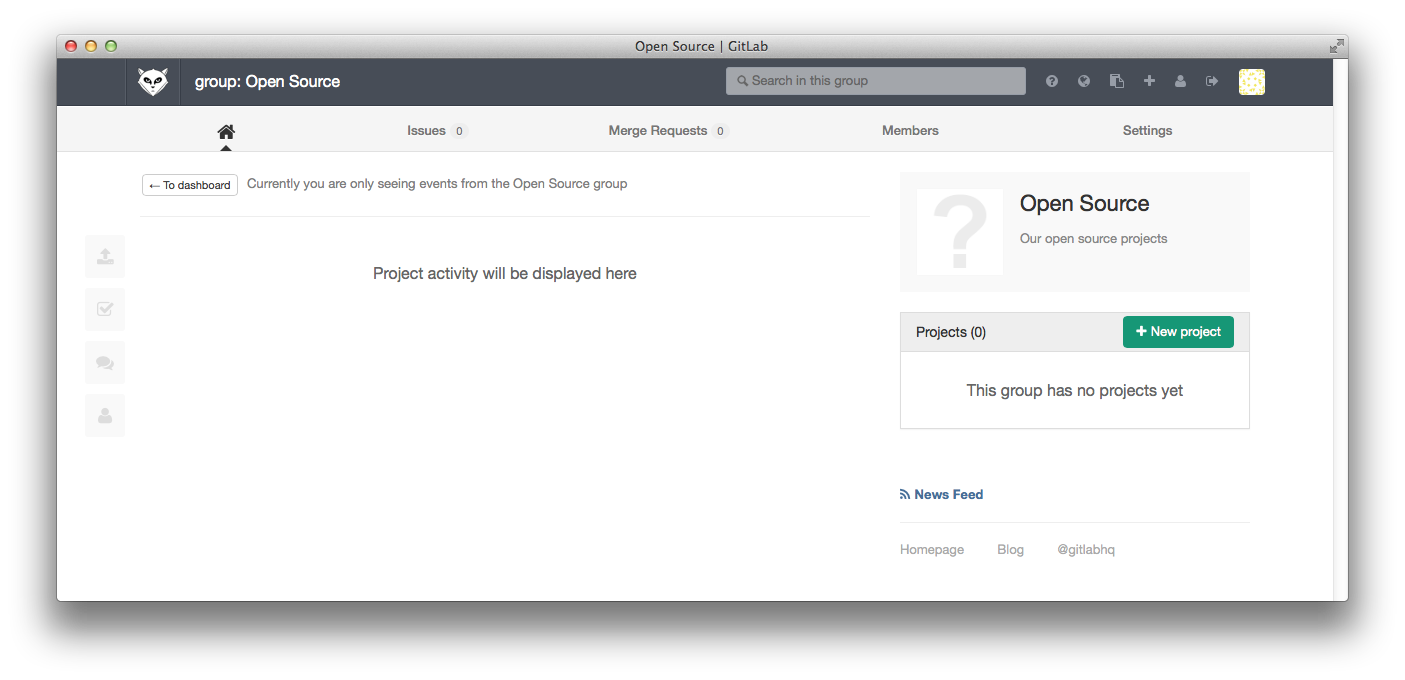 Open Source | GitLab
group: Open Source
Search in this group
Issues 0
Merge Requests 0
Members
Settings
← To dashboard
Currently you are only seeing events from the Open Source group
Project activity will be displayed here
Open Source
Our open source projects
Projects (0)
+ New project
This group has no projects yet
News Feed
Homepage
Blog
@gitlabhq